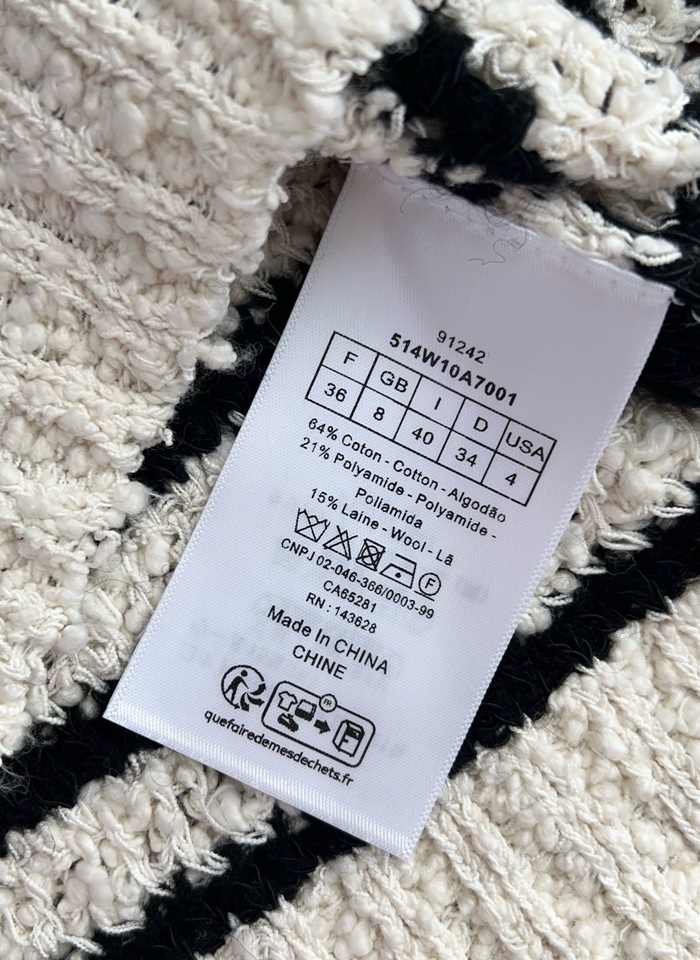 91242
514W10A7001
F GB I D USA
36 8 40 34 4
64% Coton - Cotton - Algodão
21% Polyamide - Polyamide -
Poliamida
15% Laine - Wool - Lã
F
CNPJ 02-046-366/0003-99
CA65281
RN : 143628
Made In CHINA
CHINE
FR
quefairedemesdechets.fr